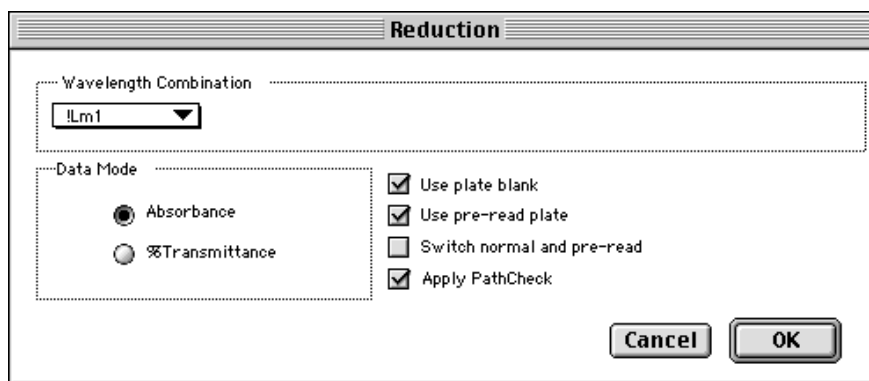 Reduction
Wavelength Combination
!Lm1
Data Mode
Absorbance
%Transmittance
Use plate blank
Use pre-read plate
Switch normal and pre-read
Apply PathCheck
Cancel OK